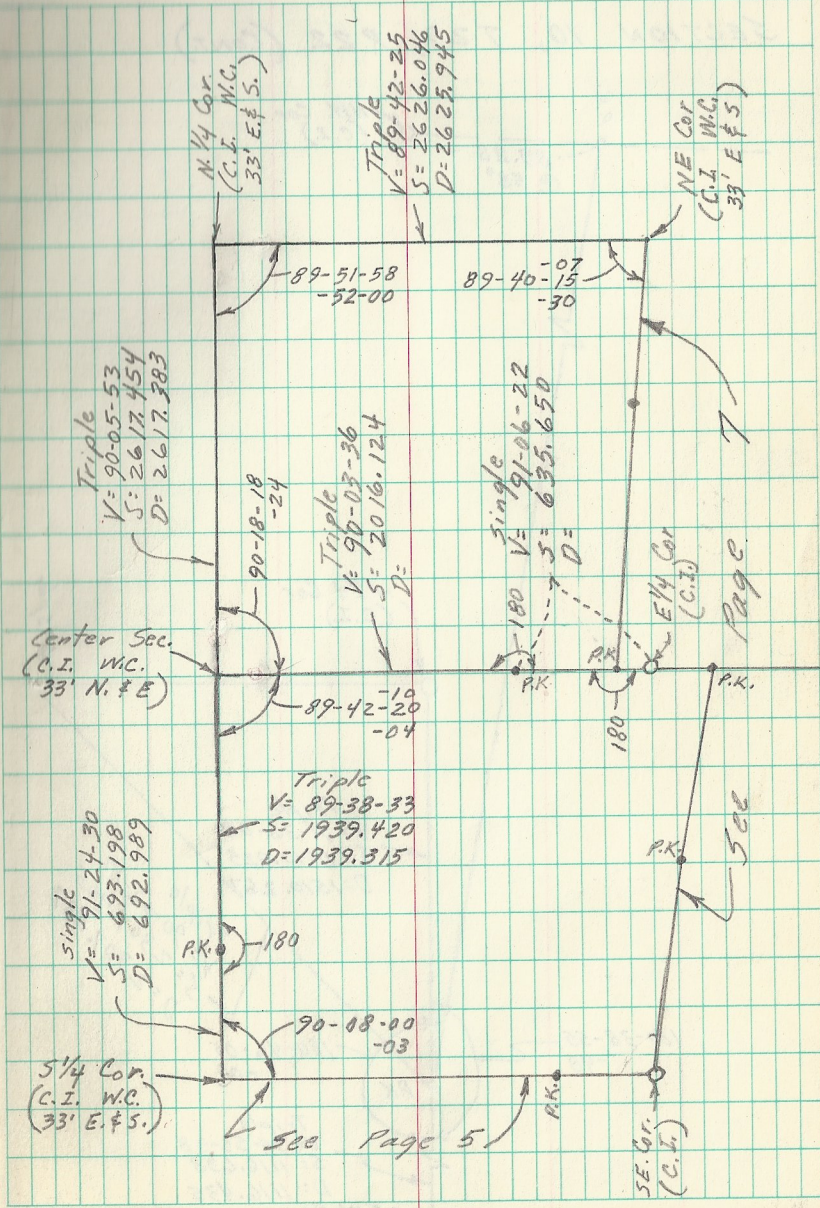 N. 1/4 Cor.
(C.I. W.C.
33' E. & S.)
Triple
V= 89-42-25
S= 2626.046
D= 2625.945
NE Cor
(C.I. W.C.
33' E & S)
-89-51-58
-52-00
-07
89-40-15
-30
Triple
V= 90-05-53
S= 2617.454
D= 2617.383
90-18-18
-24
Triple
V= 90-03-36
S= 2016.124
D=
Single
V= 91-06-22
S= 635.650
D=
180
P.K.
P.K.
E 1/4 Cor
(C.I.)
180
P.K.
See Page 7
Center Sec.
(C.I. W.C.
33' N. & E)
-10
-89-42-20
-04
Triple
V= 89-38-33
S= 1939.420
D= 1939.315
P.K.
Single
V= 91-24-30
S= 693.198
D= 692.989
P.K.
-180
90-08-00
-03
S 1/4 Cor.
(C.I. W.C.
33' E. & S.)
See Page 5
P.K.
SE. Cor.
(C.I.)